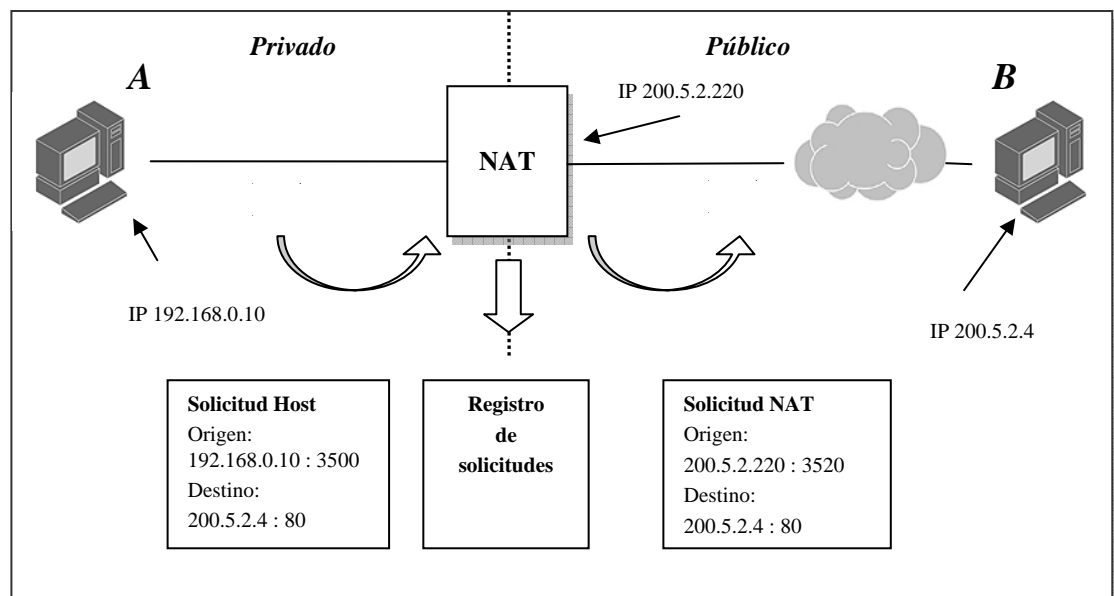 Privado
Público
A
B
IP 200.5.2.220
NAT
IP 192.168.0.10
IP 200.5.2.4
Solicitud Host
Origen:
192.168.0.10 : 3500
Destino:
200.5.2.4 : 80
Registro
de
solicitudes
Solicitud NAT
Origen:
200.5.2.220 : 3520
Destino:
200.5.2.4 : 80